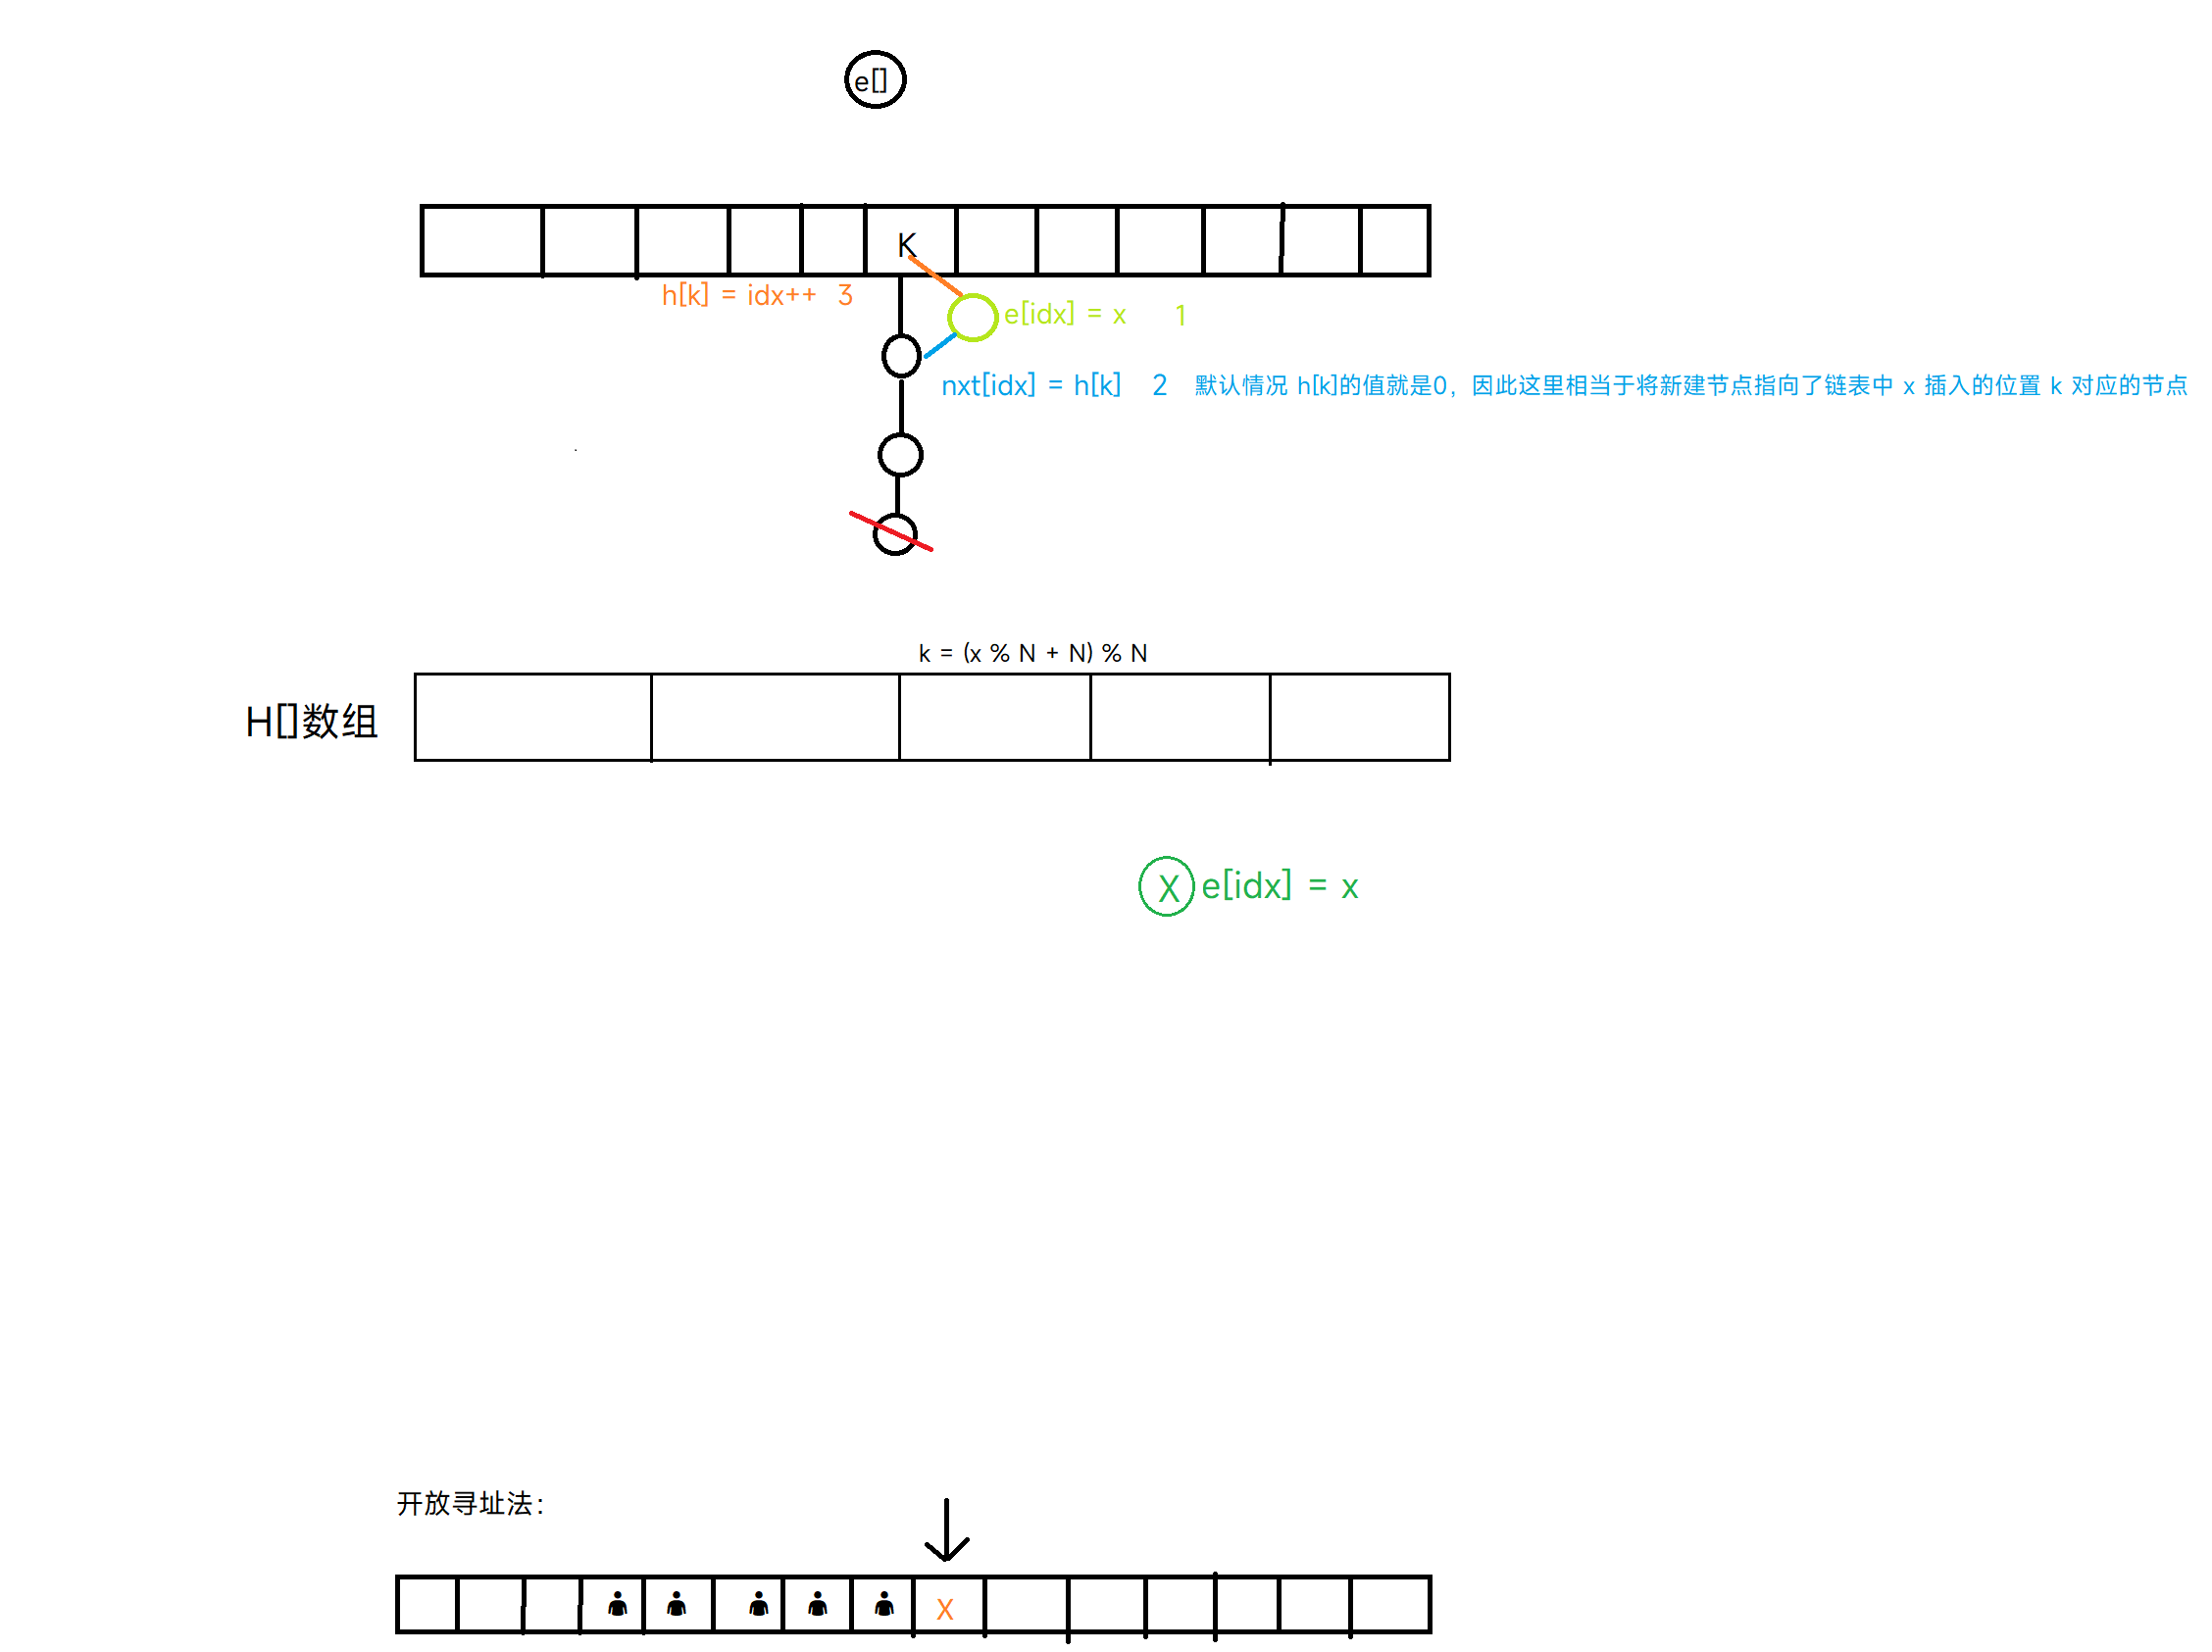 e[]
K
h[k] = idx++ 3
e[idx] = x 1
nxt[idx] = h[k] 2 默认情况 h[k]的值就是0，因此这里相当于将新建节点指向了链表中 x 插入的位置 k 对应的节点
k = (x % N + N) % N
H[]数组
X e[idx] = x
开放寻址法：
X